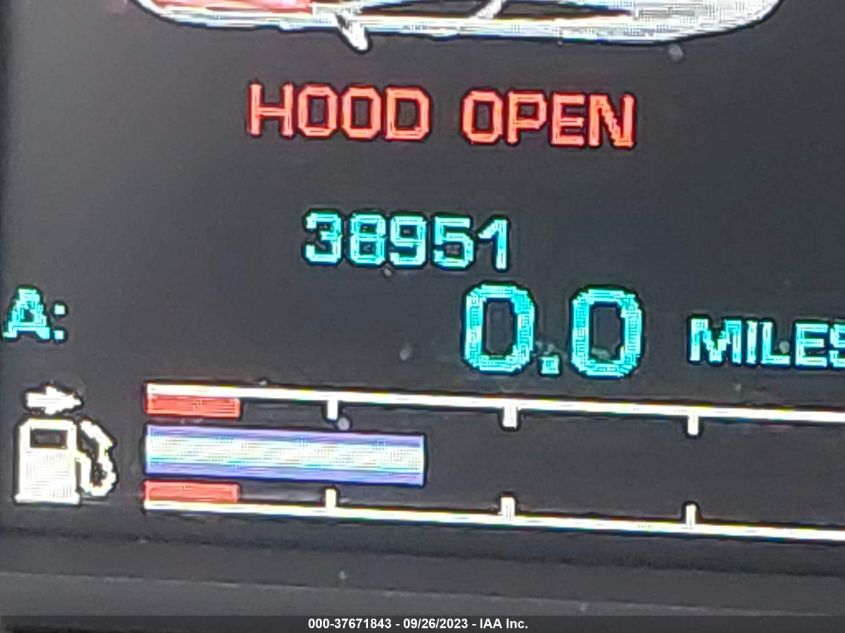 HOOD OPEN
38951
A: 0.0 MILES
000-37671843 - 09/26/2023 - IAA Inc.